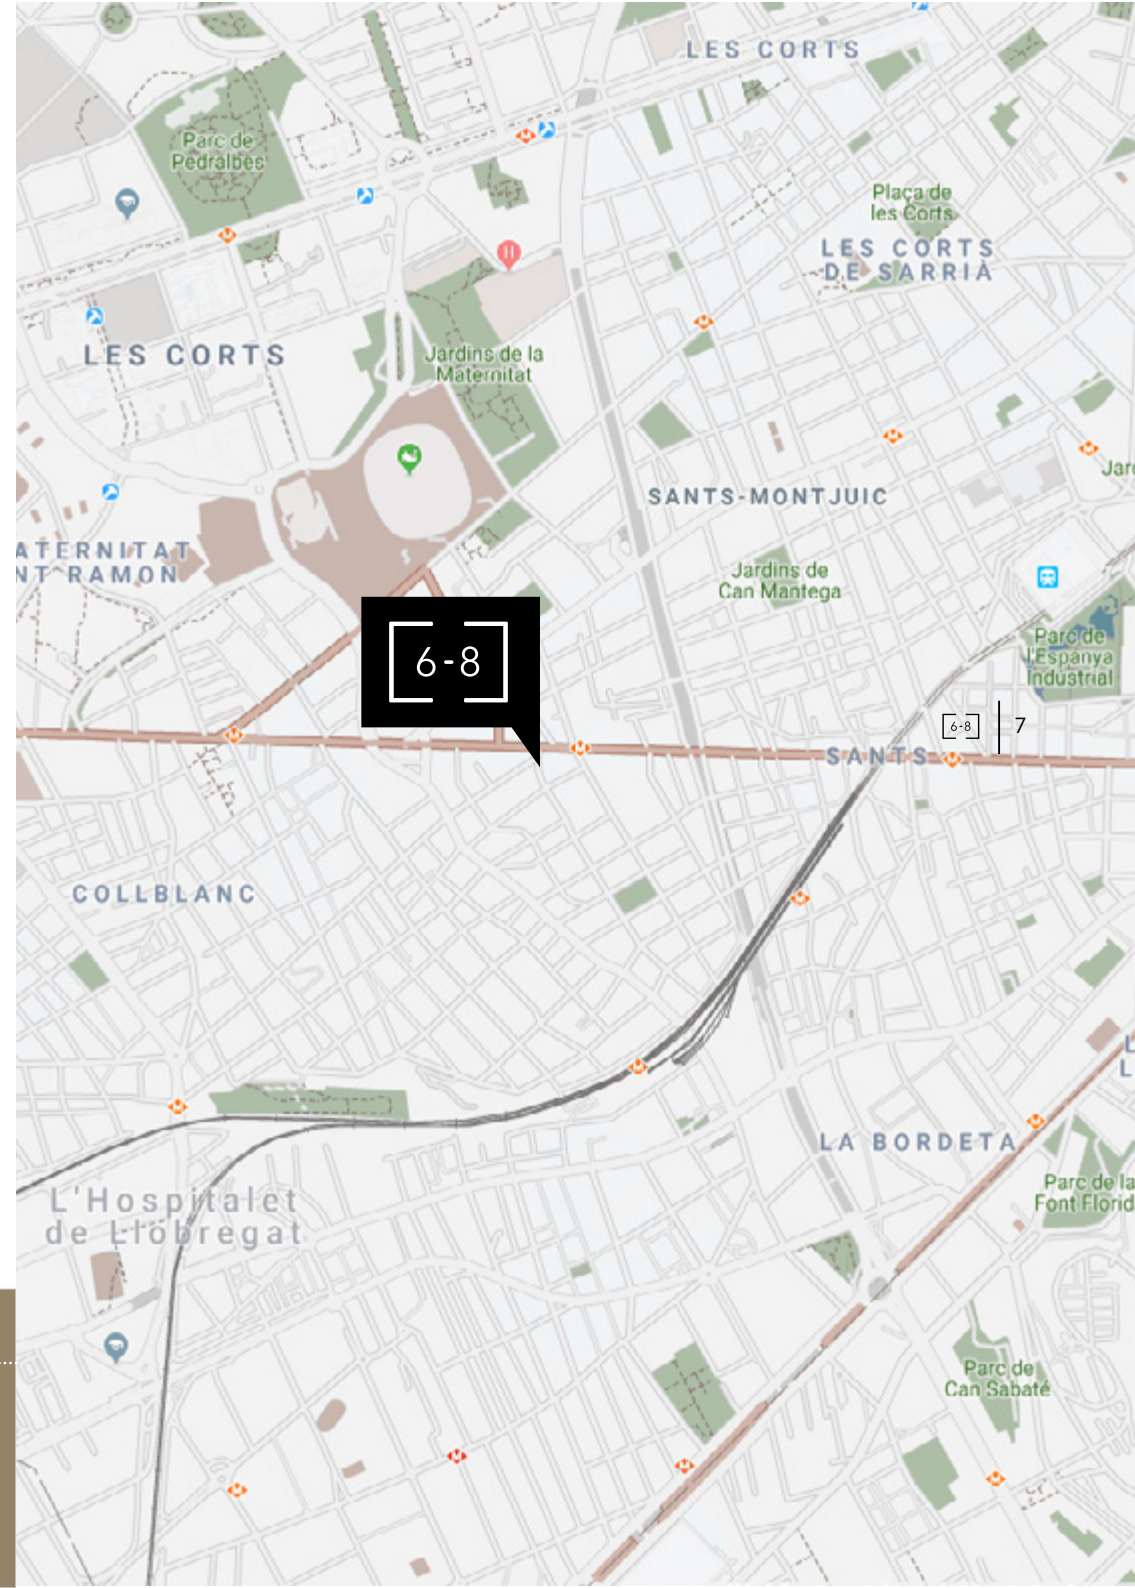 LES CORTS
Parc de
Pedralbes
Plaça de
les Corts
LES CORTS
DE SARRIÀ
H
LES CORTS
Jardins de la
Maternitat
Jar
SANTS-MONTJUIC
ATERNITAT
NT RAMON
Jardins de
Can Mantega
6-8
Parc de
l'Espanya
Industrial
6-8 | 7
SANTS
COLLBLANC
L
L
LA BORDETA
Parc de la
Font Florid
L'Hospitalet
de Llobregat
Parc de
Can Sabaté